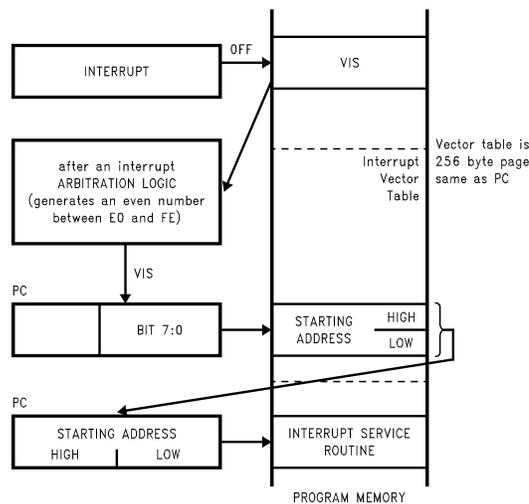 OFF
INTERRUPT
VIS
after an interrupt
ARBITRATION LOGIC
(generates an even number
between E0 and FE)
Interrupt
Vector
Table
Vector table is
256 byte page
same as PC
VIS
PC
BIT 7:0
STARTING
ADDRESS
HIGH
LOW
PC
STARTING ADDRESS
HIGH
LOW
INTERRUPT SERVICE
ROUTINE
PROGRAM MEMORY